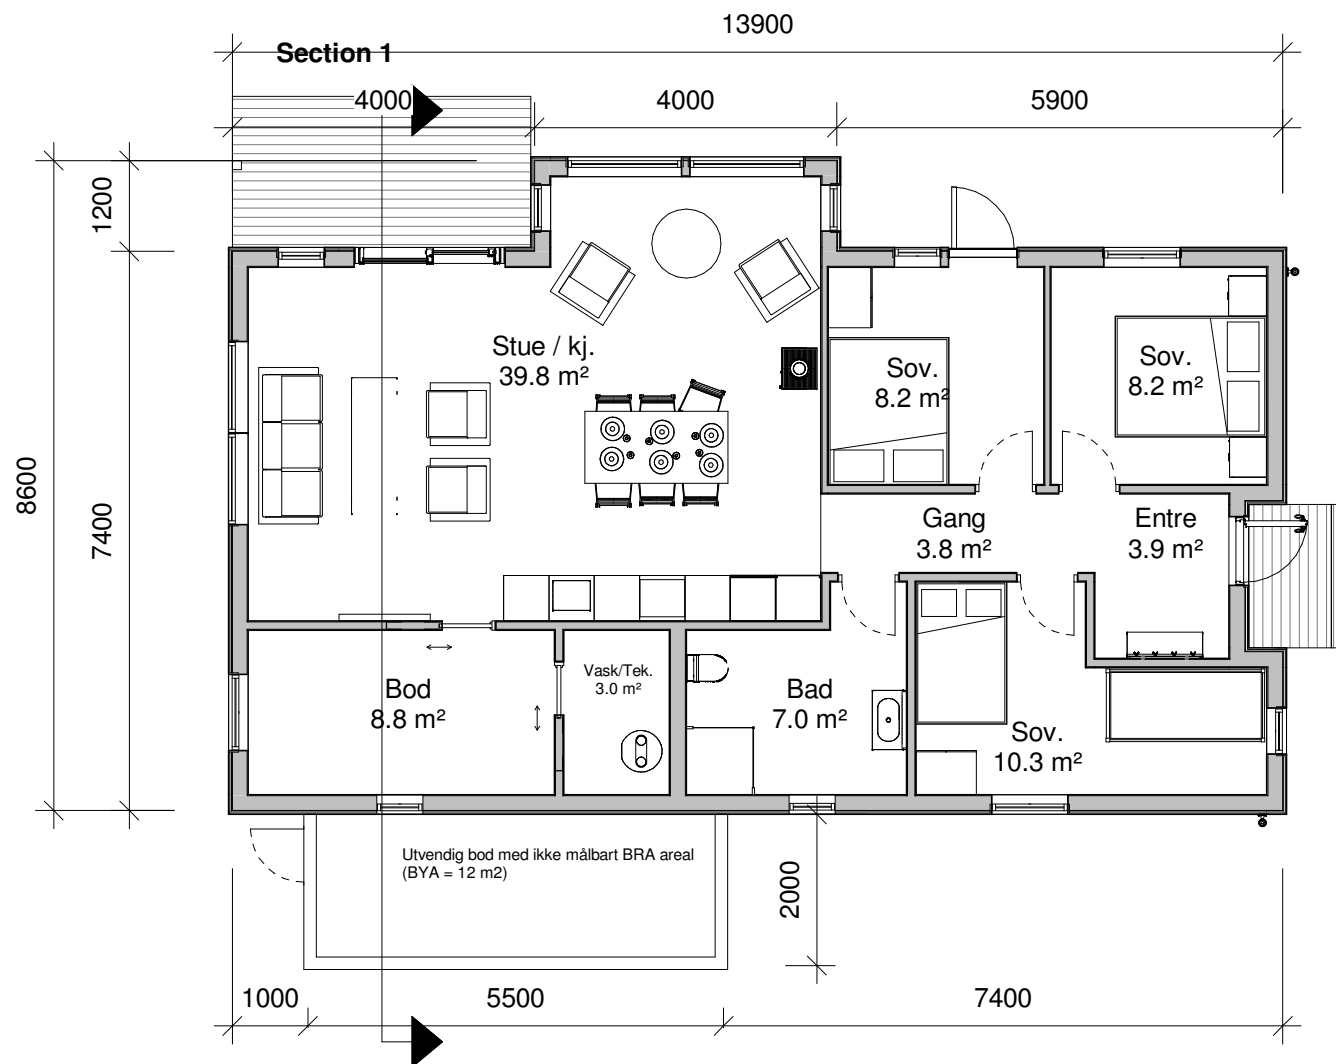 13900
Section 1
4000
4000
5900
1200
8600
7400
Stue / kj.
39.8 m²
Sov.
8.2 m²
Sov.
8.2 m²
Gang
3.8 m²
Entre
3.9 m²
Bod
8.8 m²
Vask/Tek.
3.0 m²
Bad
7.0 m²
Sov.
10.3 m²
Utvendig bod med ikke målbart BRA areal
(BYA = 12 m2)
2000
1000
5500
7400